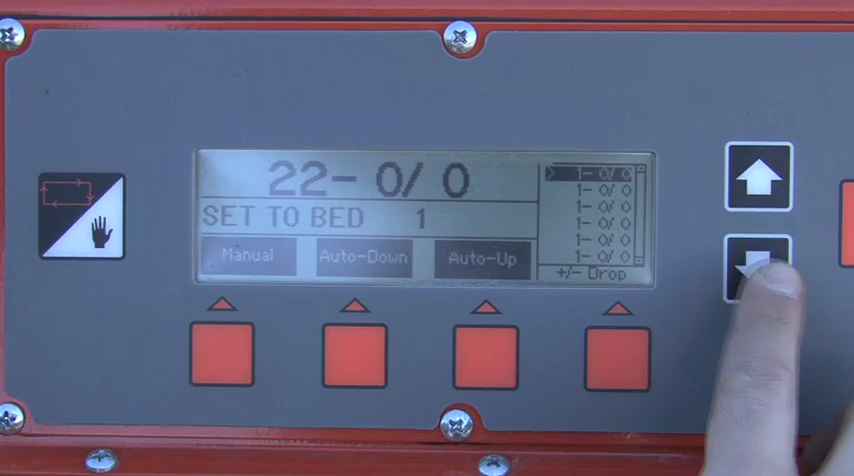 22- 0/ 0
SET TO BED 1
Manual Auto-Down Auto-Up
> 1- 0/ 0
1- 0/ 0
1- 0/ 0
1- 0/ 0
1- 0/ 0
1- 0/ 0
+/- Drop